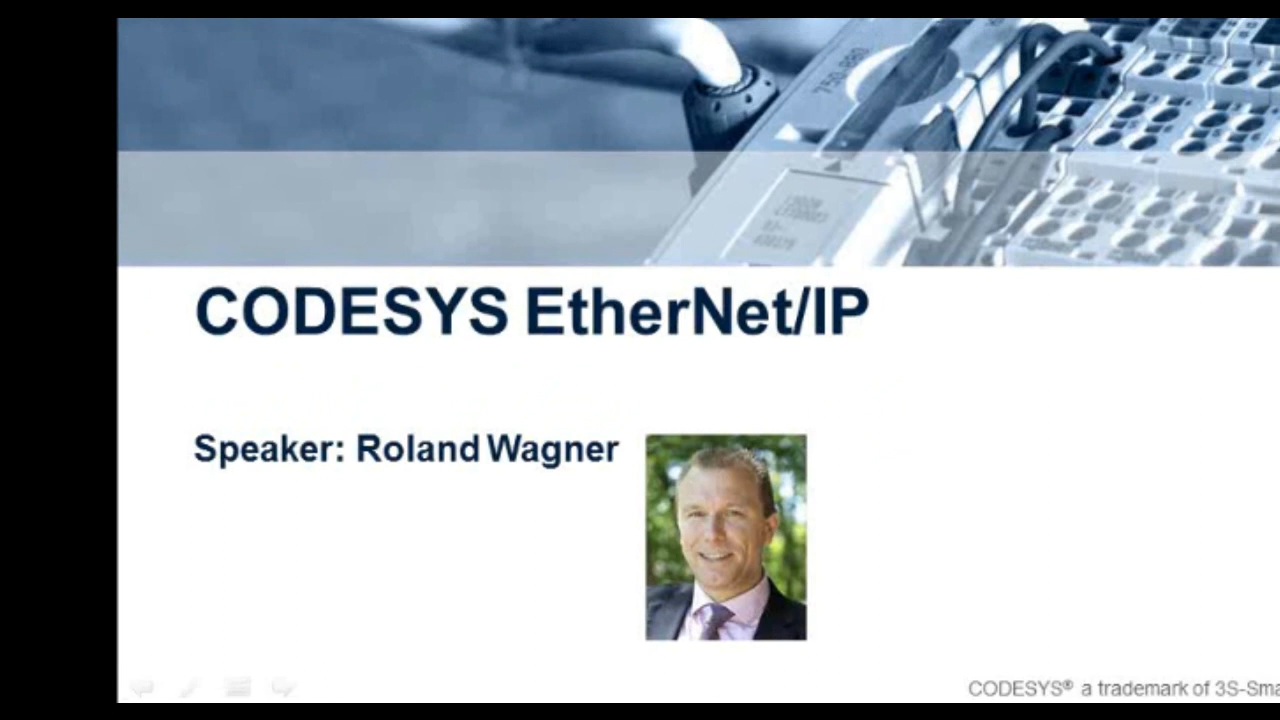 CODESYS EtherNet/IP
Speaker: Roland Wagner
CODESYS® a trademark of 3S-Sma